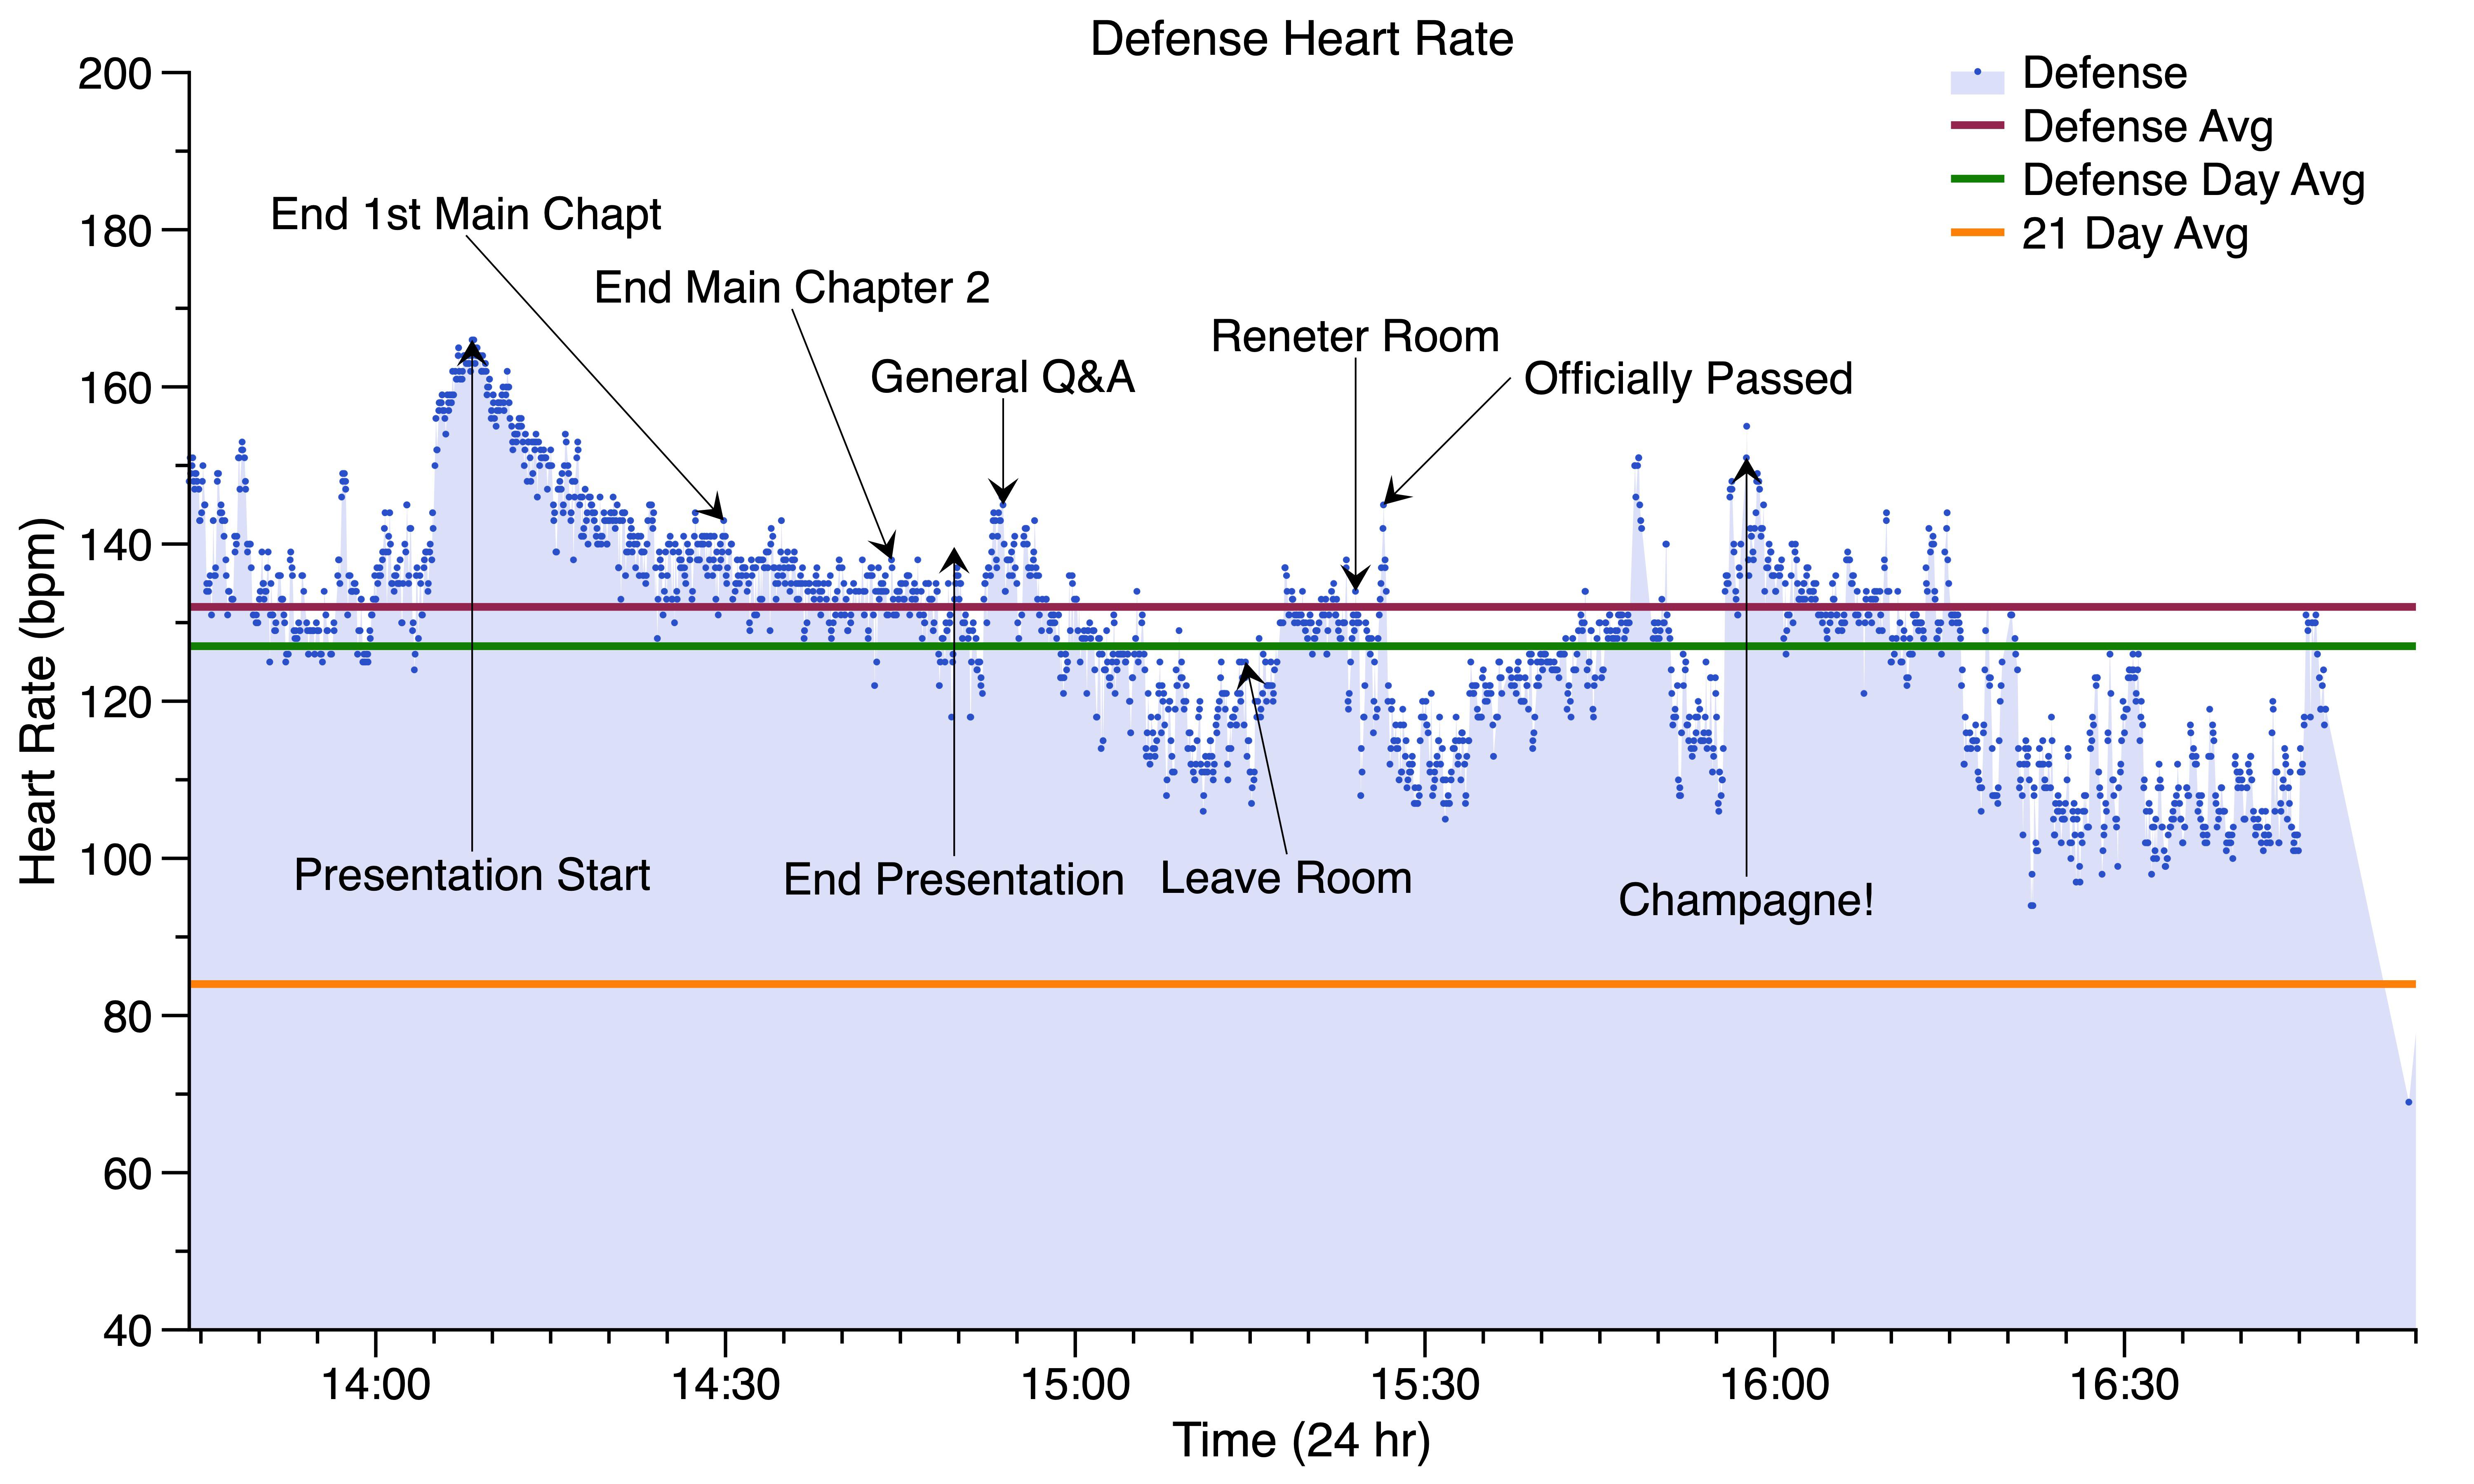 Defense Heart Rate
Defense
Defense Avg
Defense Day Avg
21 Day Avg
200
180
160
140
120
100
80
60
40
Heart Rate (bpm)
End 1st Main Chapt
End Main Chapter 2
General Q&A
Reneter Room
Officially Passed
Presentation Start
End Presentation
Leave Room
Champagne!
14:00
14:30
15:00
15:30
16:00
16:30
Time (24 hr)